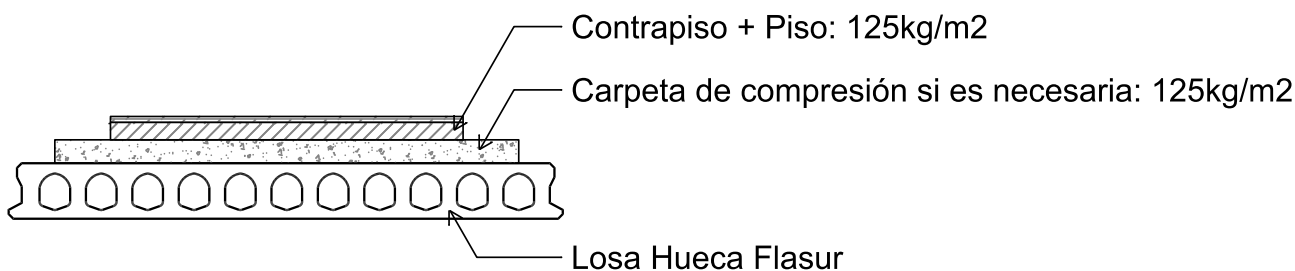 Contrapiso + Piso: 125kg/m2
Carpeta de compresión si es necesaria: 125kg/m2
Losa Hueca Flasur